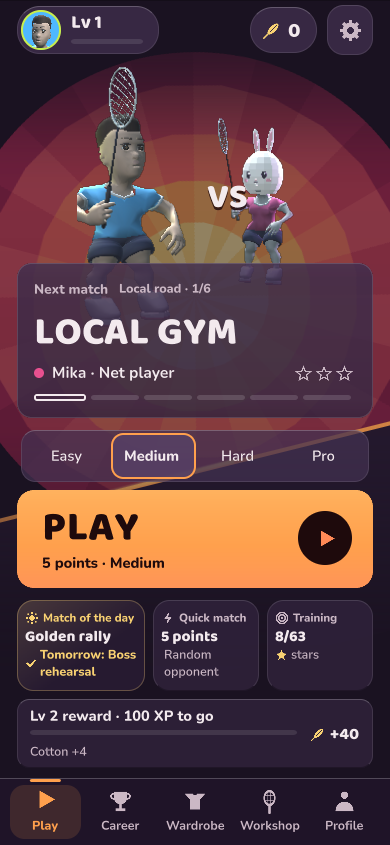 Lv 1
0
VS
Next match Local road · 1/6
LOCAL GYM
Mika · Net player
Easy Medium Hard Pro
PLAY
5 points · Medium
Match of the day
Golden rally
Tomorrow: Boss
rehearsal
Quick match
5 points
Random
opponent
Training
8/63
stars
Lv 2 reward · 100 XP to go
+40
Cotton +4
Play Career Wardrobe Workshop Profile